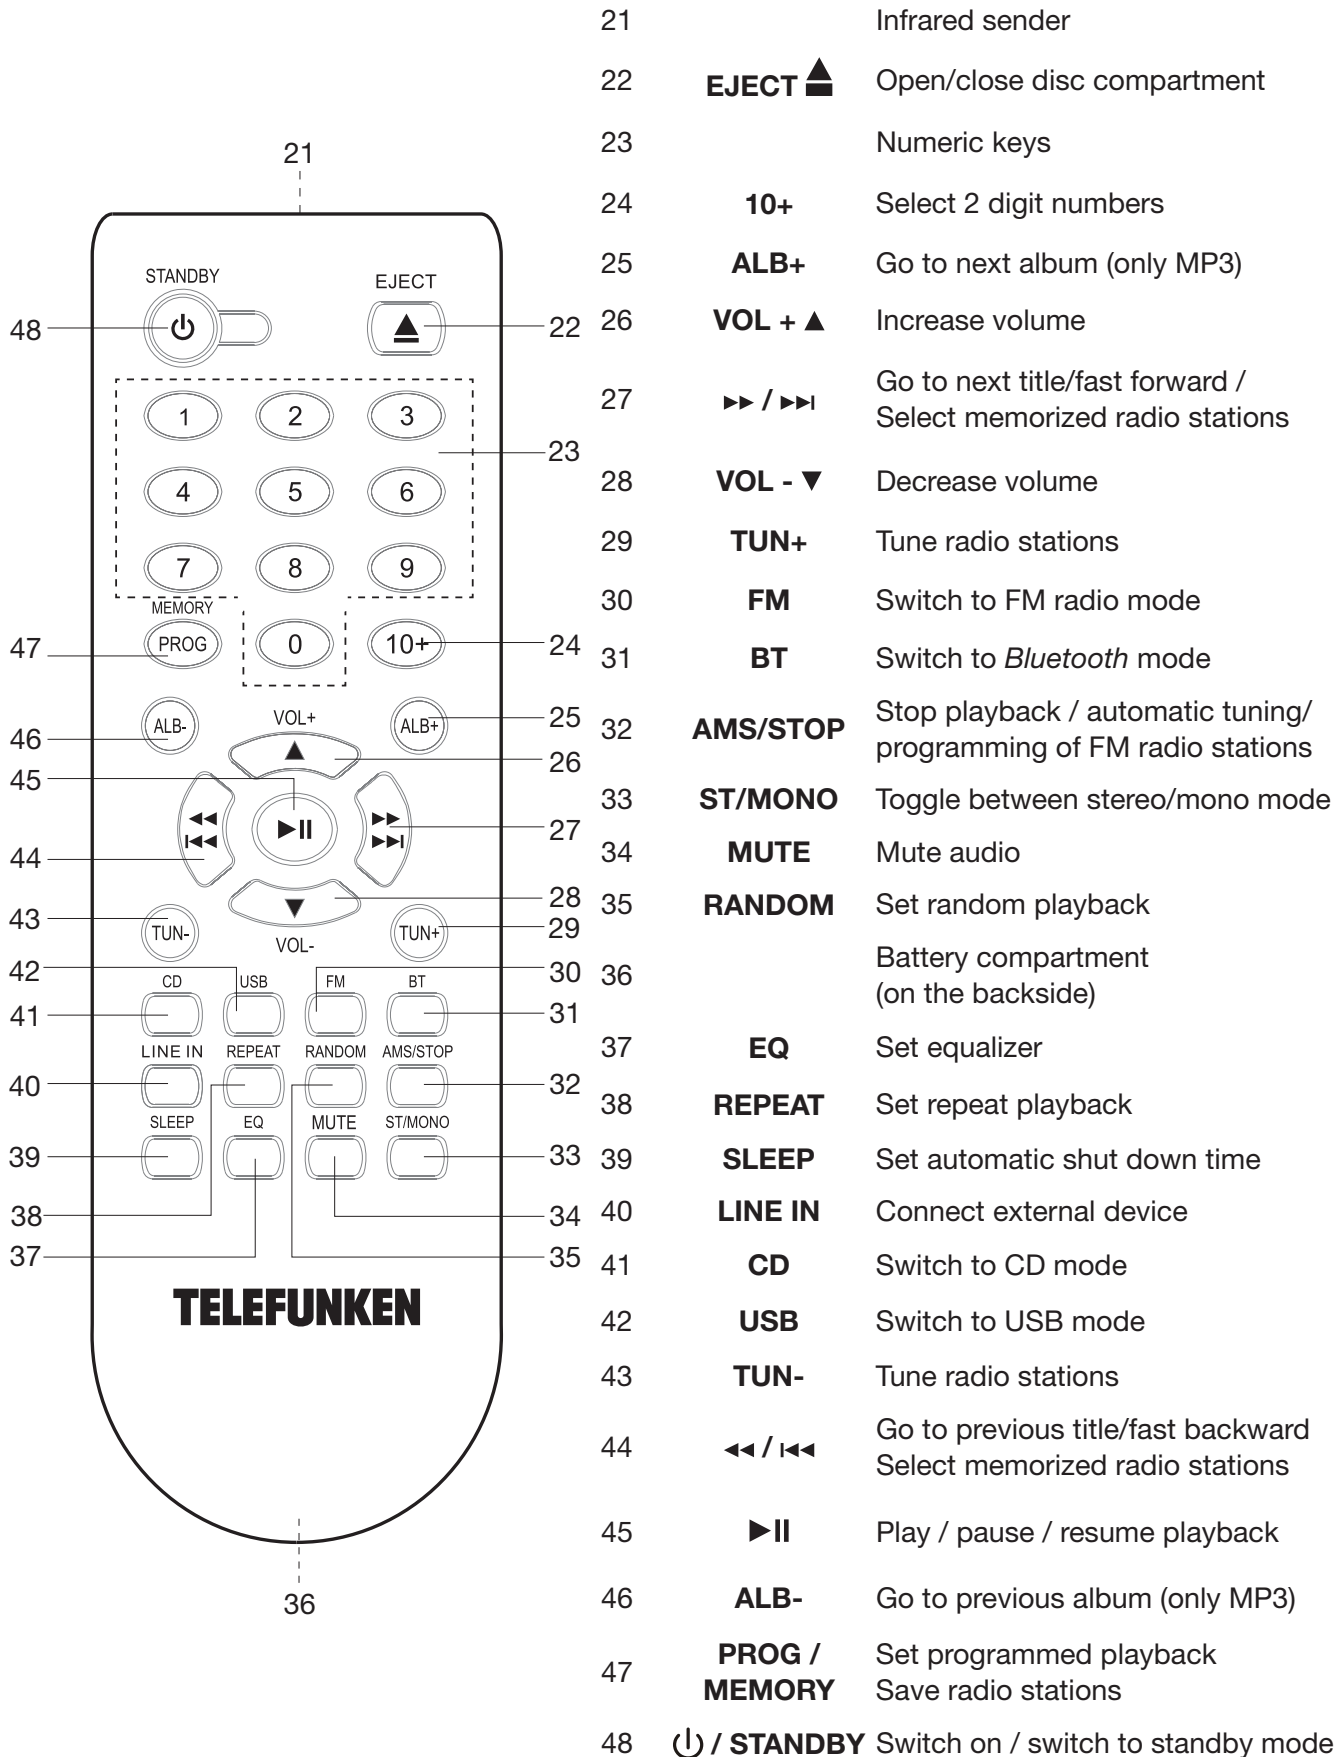 21
STANDBY
EJECT
48
22
1 2 3
23
4 5 6
7 8 9
MEMORY
47 PROG 0 10+ 24
ALB- VOL+ ALB+ 25
46
26
45
27
44
28
43
TUN- TUN+ 29
VOL-
42 30
CD USB FM BT
41 31
LINE IN REPEAT RANDOM AMS/STOP
40 32
SLEEP EQ MUTE ST/MONO
39 33
38 34
37 35
TELEFUNKEN
36
21 Infrared sender
22 EJECT ⏏ Open/close disc compartment
23 Numeric keys
24 10+ Select 2 digit numbers
25 ALB+ Go to next album (only MP3)
26 VOL + ▲ Increase volume
27 ▶▶ / ▶▶I Go to next title/fast forward /
Select memorized radio stations
28 VOL - ▼ Decrease volume
29 TUN+ Tune radio stations
30 FM Switch to FM radio mode
31 BT Switch to Bluetooth mode
32 AMS/STOP Stop playback / automatic tuning/
programming of FM radio stations
33 ST/MONO Toggle between stereo/mono mode
34 MUTE Mute audio
35 RANDOM Set random playback
36 Battery compartment
(on the backside)
37 EQ Set equalizer
38 REPEAT Set repeat playback
39 SLEEP Set automatic shut down time
40 LINE IN Connect external device
41 CD Switch to CD mode
42 USB Switch to USB mode
43 TUN- Tune radio stations
44 ◀◀ / I◀◀ Go to previous title/fast backward
Select memorized radio stations
45 ▶II Play / pause / resume playback
46 ALB- Go to previous album (only MP3)
47 PROG / Set programmed playback
MEMORY Save radio stations
48 ⏻ / STANDBY Switch on / switch to standby mode